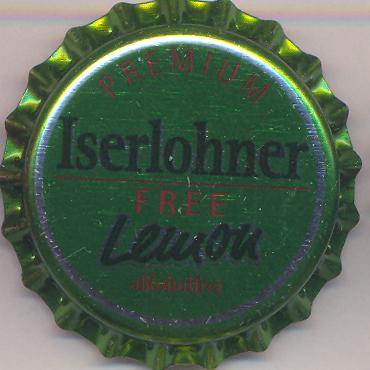 PREMIUM
Iserlohner
FREE
Lemon
alkoholfrei